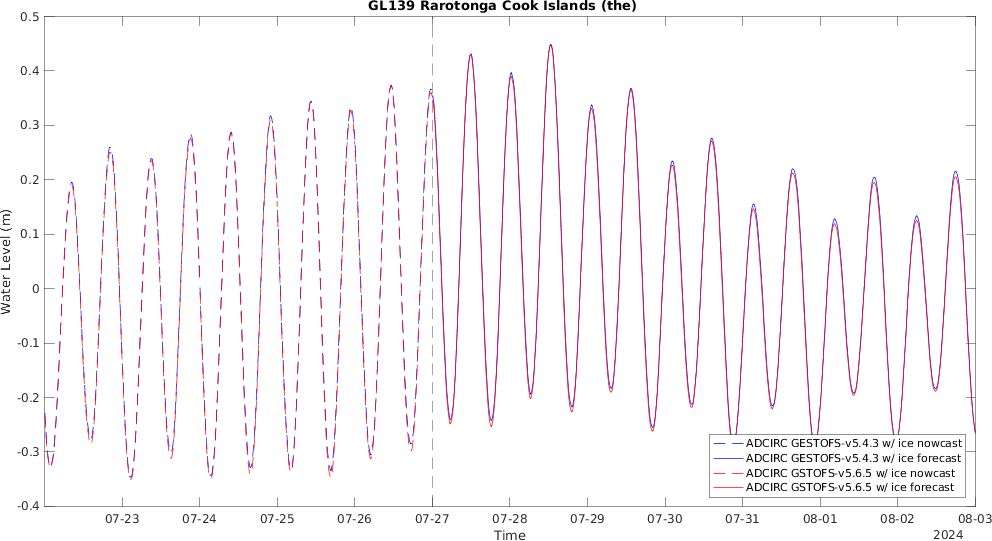 GL139 Rarotonga Cook Islands (the)
0.5
0.4
0.3
0.2
0.1
0
-0.1
-0.2
-0.3
-0.4
Water Level (m)
ADCIRC GESTOFS-v5.4.3 w/ ice nowcast
ADCIRC GESTOFS-v5.4.3 w/ ice forecast
ADCIRC GSTOFS-v5.6.5 w/ ice nowcast
ADCIRC GSTOFS-v5.6.5 w/ ice forecast
07-23 07-24 07-25 07-26 07-27 07-28 07-29 07-30 07-31 08-01 08-02 08-03
Time
2024